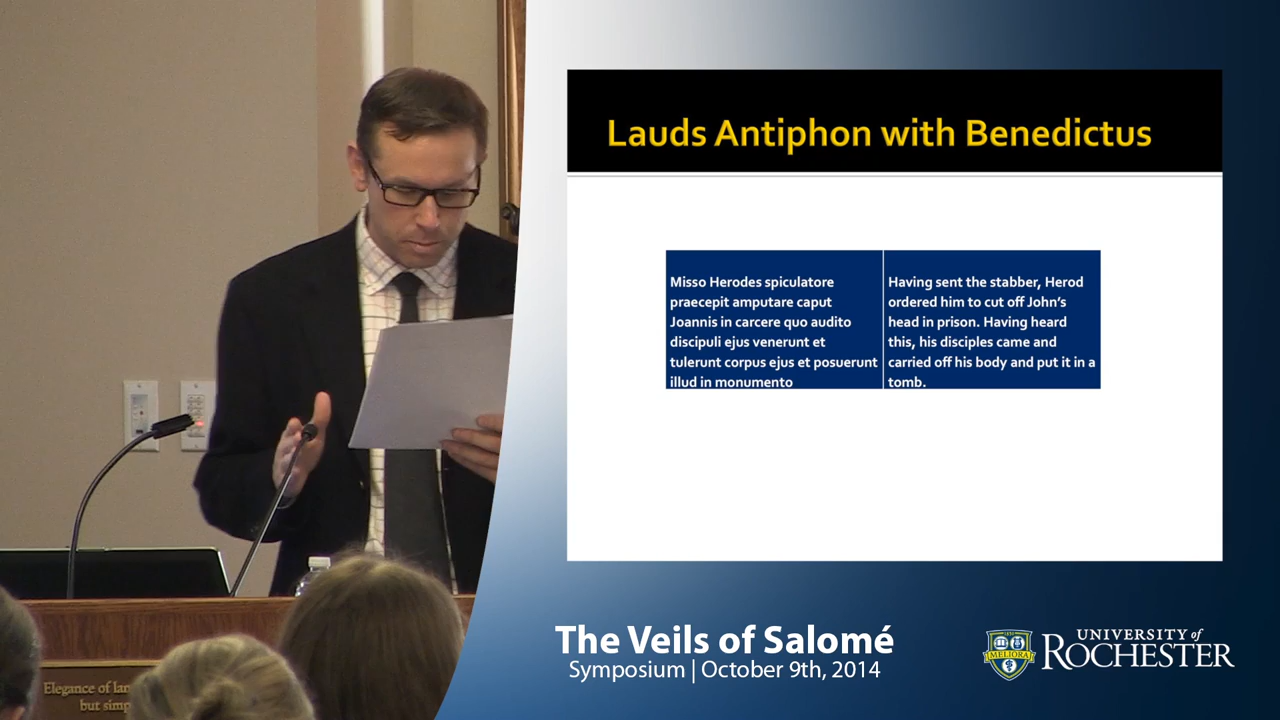 Lauds Antiphon with Benedictus
Misso Herodes spiculatore
praecepit amputare caput
Joannis in carcere quo audito
discipuli ejus venerunt et
tulerunt corpus ejus et posuerunt
illud in monumento
Having sent the stabber, Herod
ordered him to cut off John's
head in prison. Having heard
this, his disciples came and
carried off his body and put it in a
tomb.
The Veils of Salomé
Symposium | October 9th, 2014
MELIORA
UNIVERSITY of
ROCHESTER
Elegance of
but